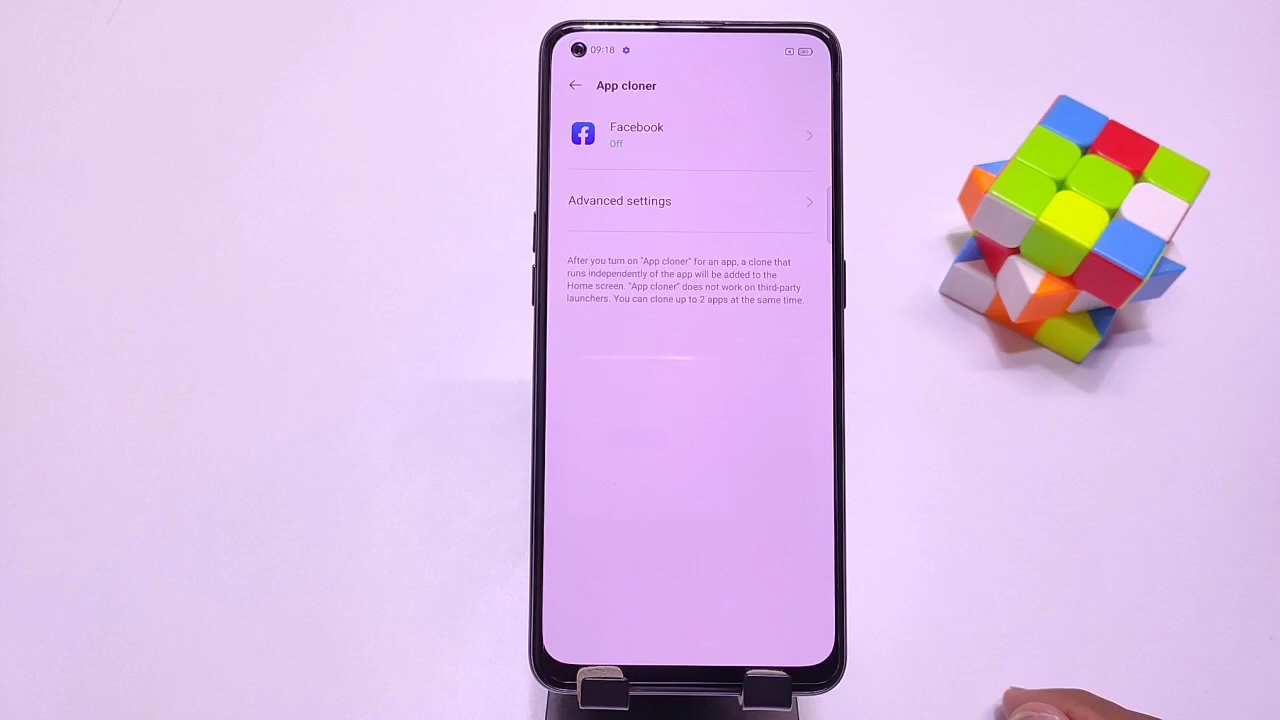 09:18
App cloner
Facebook
Off
Advanced settings
After you turn on "App cloner" for an app, a clone that
runs independently of the app will be added to the
Home screen. "App cloner" does not work on third-party
launchers. You can clone up to 2 apps at the same time.